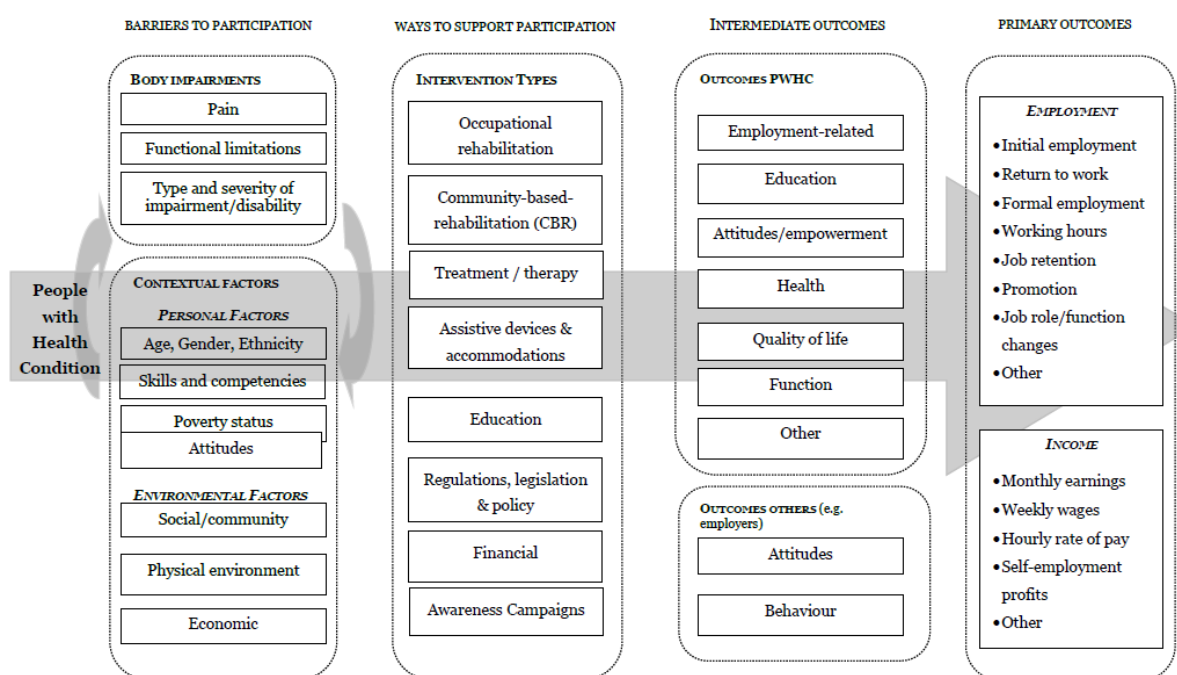 BARRIERS TO PARTICIPATION
WAYS TO SUPPORT PARTICIPATION
INTERMEDIATE OUTCOMES
PRIMARY OUTCOMES
People
with
Health
Condition
BODY IMPAIRMENTS
Pain
Functional limitations
Type and severity of
impairment/disability
CONTEXTUAL FACTORS
PERSONAL FACTORS
Age, Gender, Ethnicity
Skills and competencies
Poverty status
Attitudes
ENVIRONMENTAL FACTORS
Social/community
Physical environment
Economic
INTERVENTION TYPES
Occupational
rehabilitation
Community-based-
rehabilitation (CBR)
Treatment / therapy
Assistive devices &
accommodations
Education
Regulations, legislation
& policy
Financial
Awareness Campaigns
OUTCOMES PWHC
Employment-related
Education
Attitudes/empowerment
Health
Quality of life
Function
Other
OUTCOMES OTHERS (e.g.
employers)
Attitudes
Behaviour
EMPLOYMENT
•Initial employment
•Return to work
•Formal employment
•Working hours
•Job retention
•Promotion
•Job role/function
changes
•Other
INCOME
•Monthly earnings
•Weekly wages
•Hourly rate of pay
•Self-employment
profits
•Other